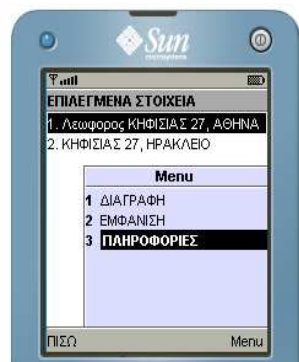 Sun
microsystems
ΕΠΙΛΕΓΜΕΝΑ ΣΤΟΙΧΕΙΑ
1. Λεωφορος ΚΗΦΙΣΙΑΣ 27, ΑΘΗΝΑ
2. ΚΗΦΙΣΙΑΣ 27, ΗΡΑΚΛΕΙΟ
Menu
1 ΔΙΑΓΡΑΦΗ
2 ΕΜΦΑΝΙΣΗ
3 ΠΛΗΡΟΦΟΡΙΕΣ
ΠΙΣΩ Menu